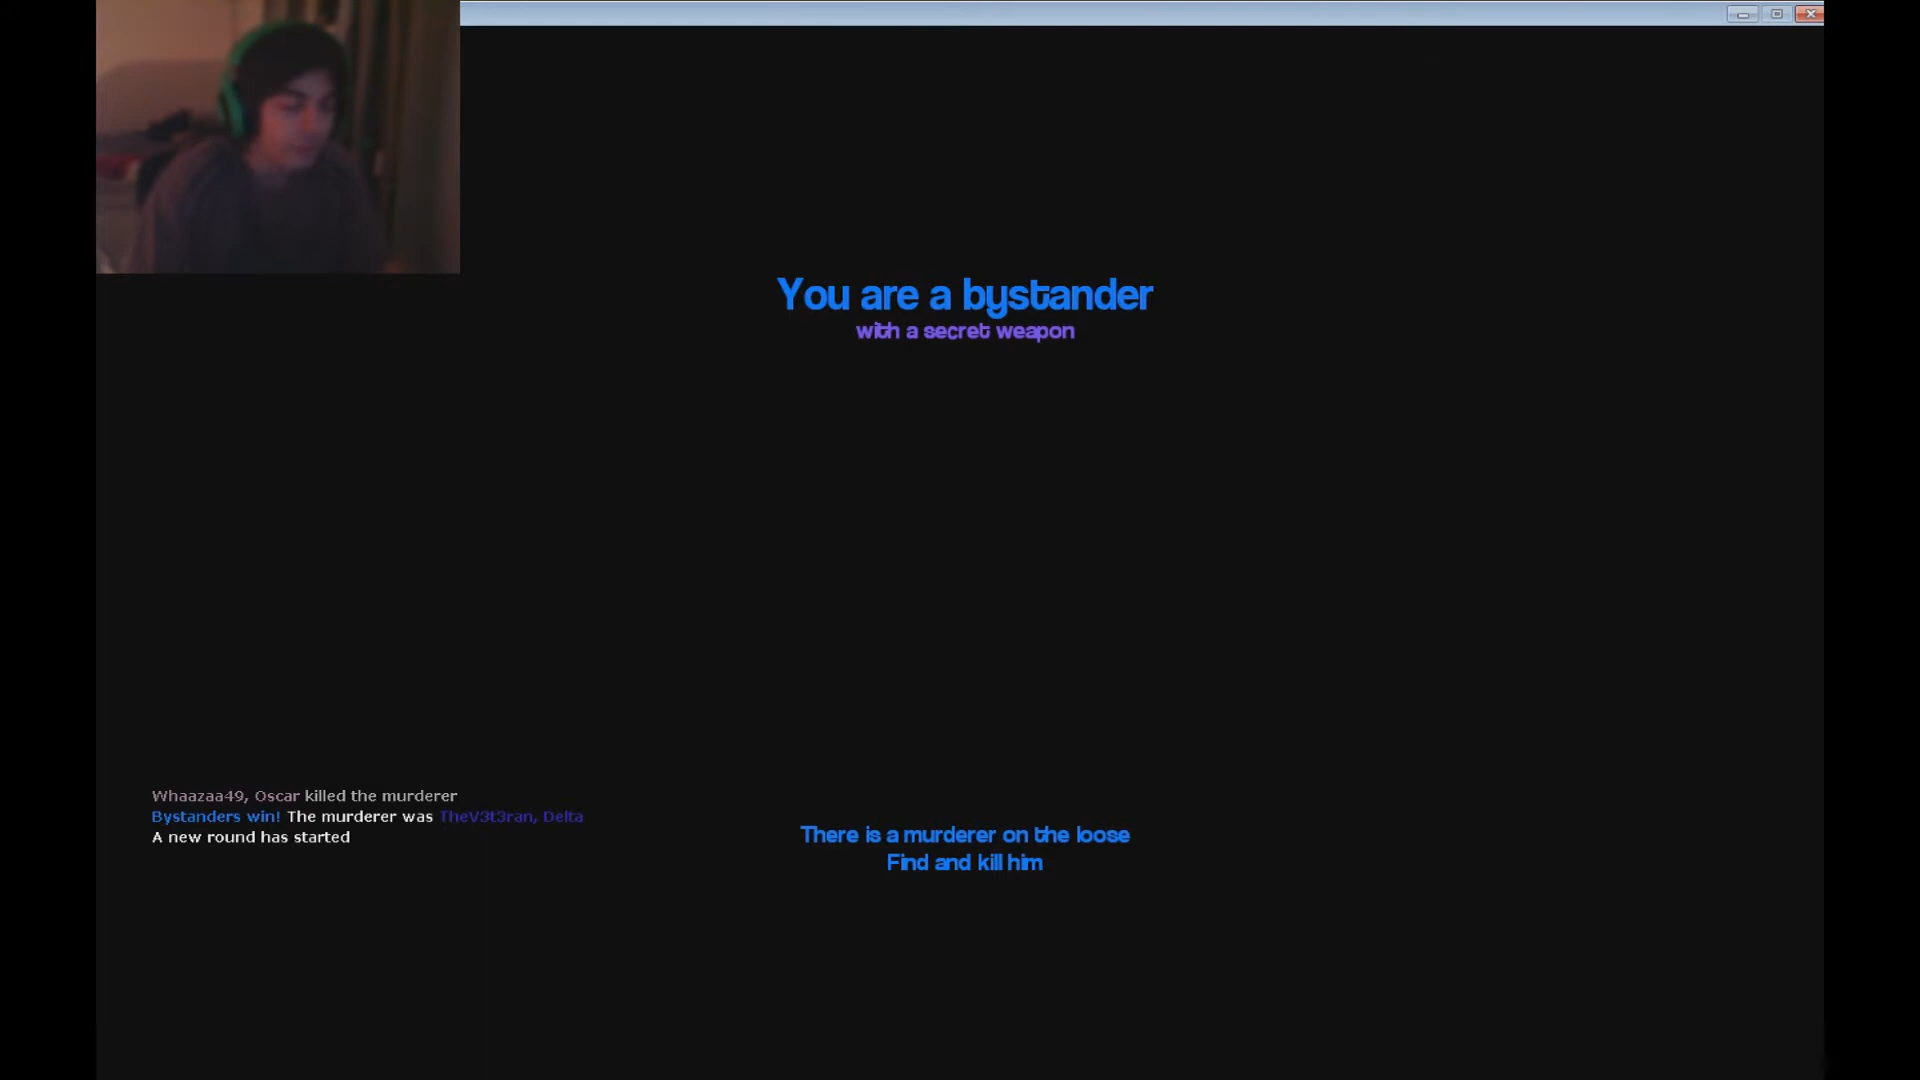 You are a bystander
with a secret weapon
Whaazaa49, Oscar killed the murderer
Bystanders win! The murderer was TheV3t3ran, Delta
A new round has started
There is a murderer on the loose
Find and kill him